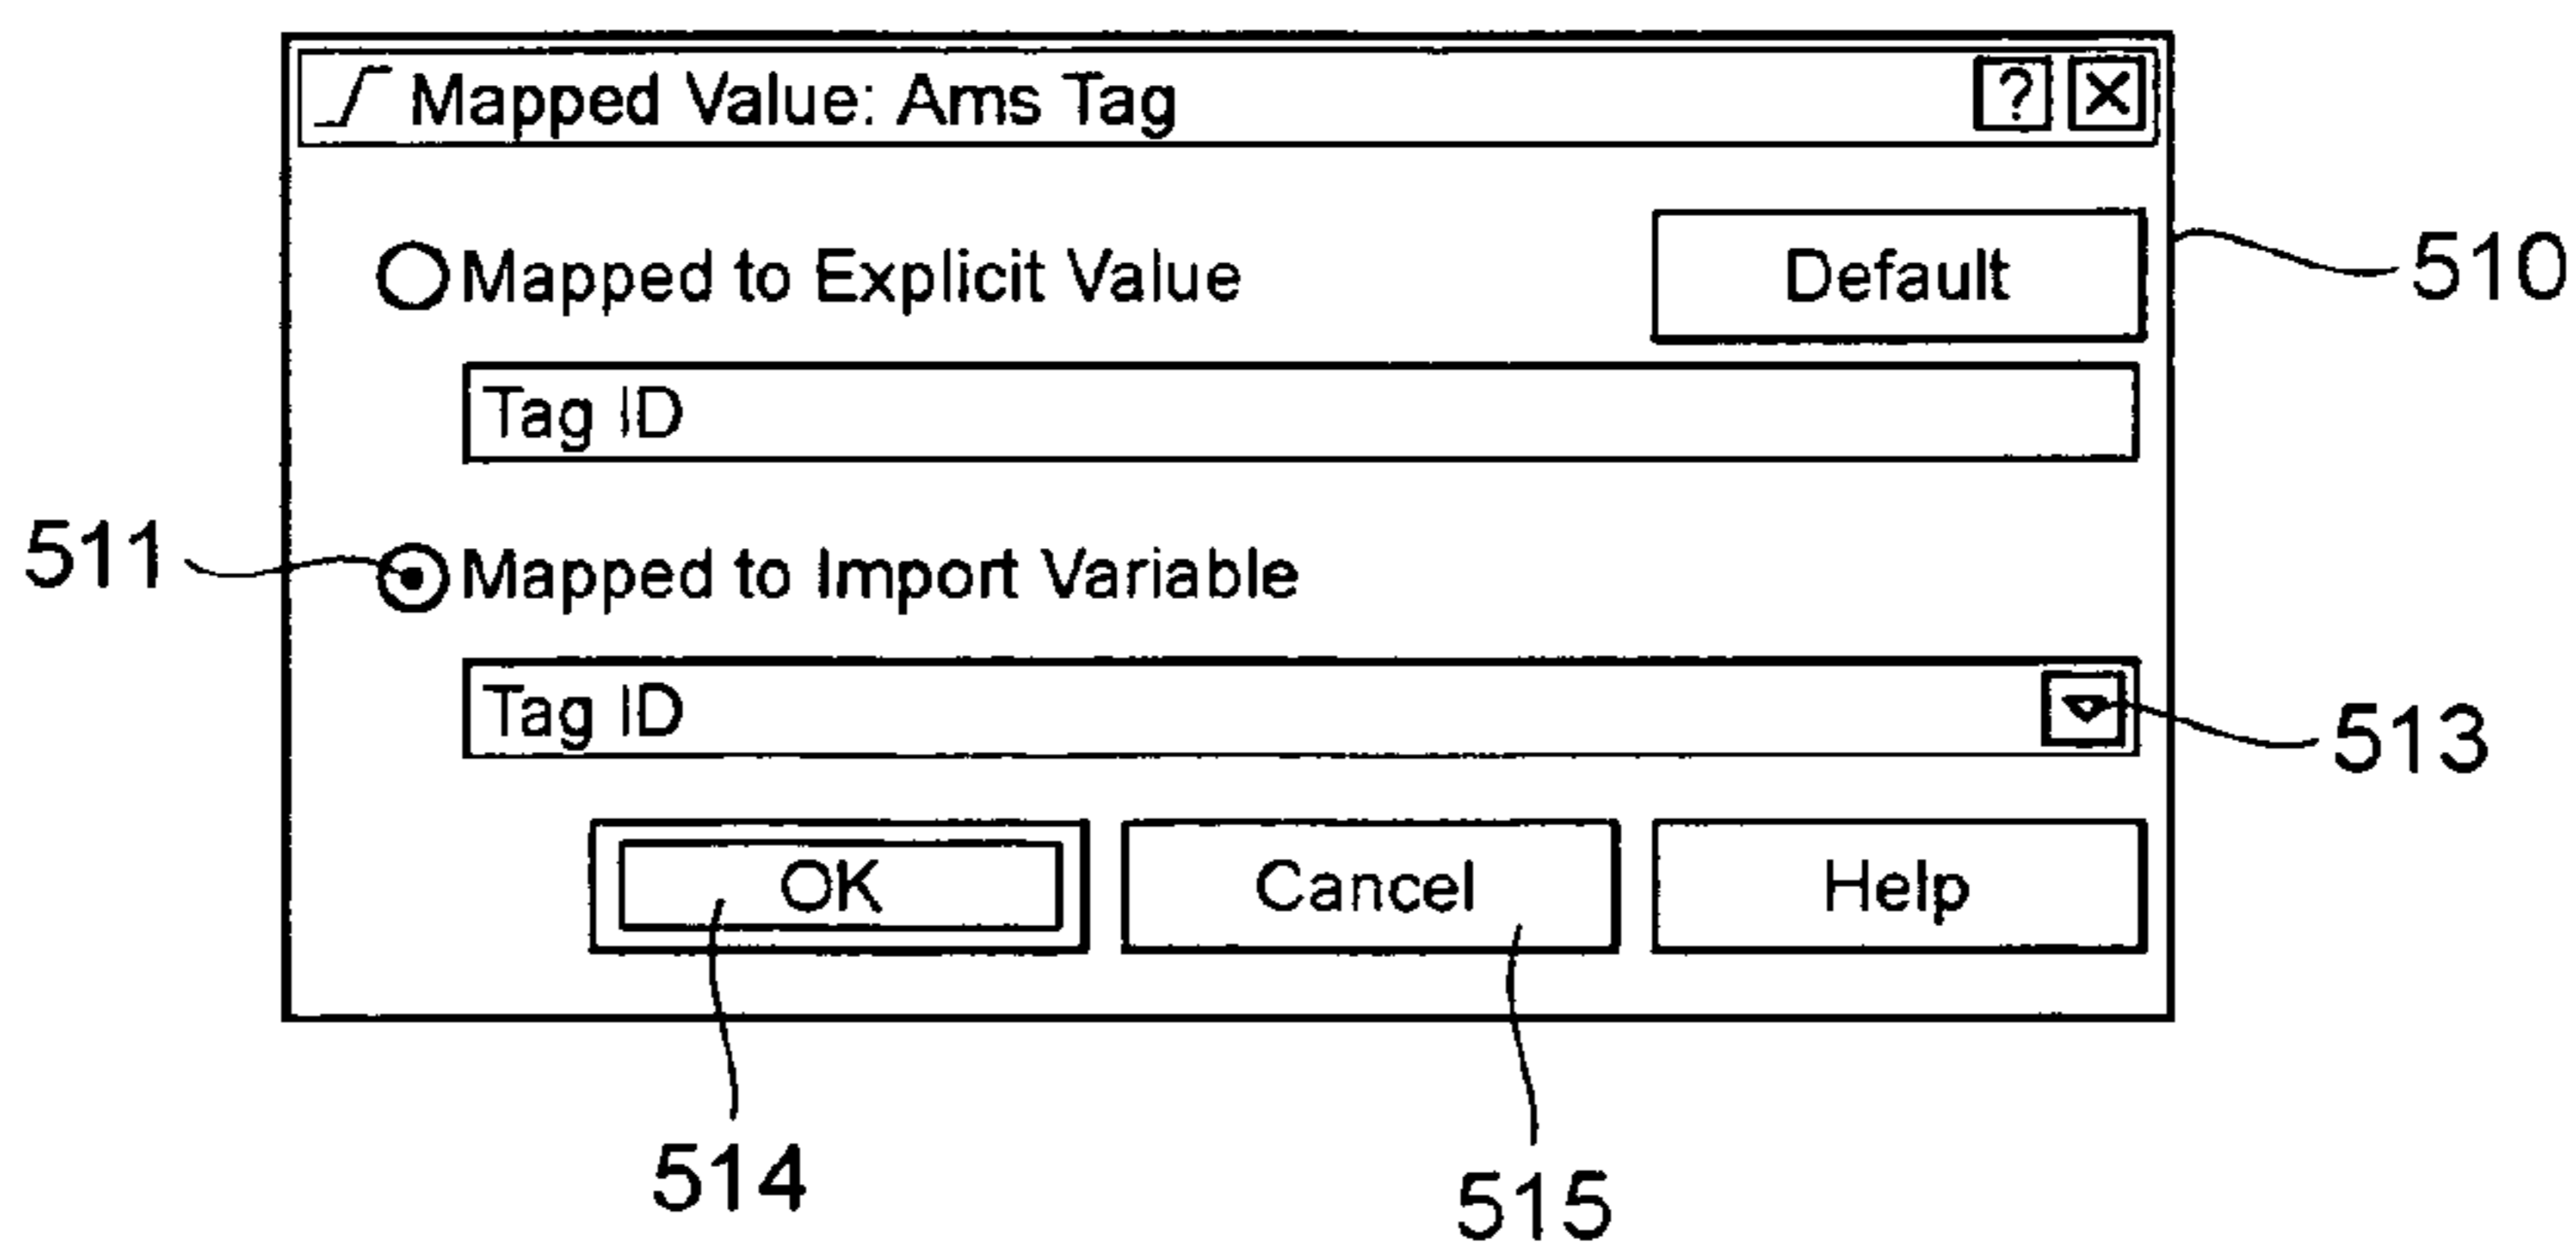 Mapped Value: Ams Tag ? X
Mapped to Explicit Value Default
510
Tag ID
511
Mapped to Import Variable
Tag ID
513
OK Cancel Help
514
515